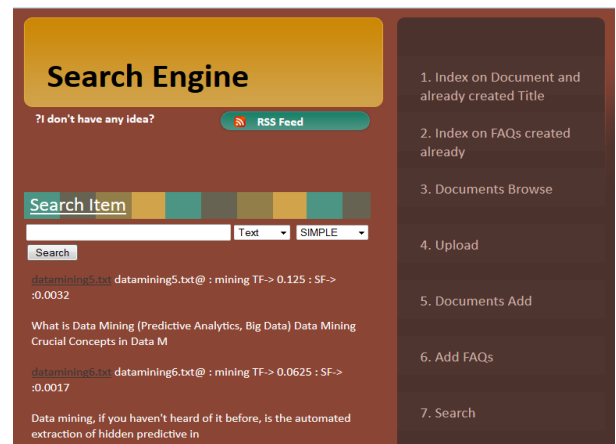 Search Engine
?I don't have any idea?
RSS Feed
Search Item
Text
SIMPLE
Search
datamining5.txt datamining5.txt@ : mining TF-> 0.125 : SF->
:0.0032
What is Data Mining (Predictive Analytics, Big Data) Data Mining
Crucial Concepts in Data M
datamining6.txt datamining6.txt@ : mining TF-> 0.0625 : SF->
:0.0017
Data mining, if you haven't heard of it before, is the automated
extraction of hidden predictive in
1. Index on Document and
already created Title
2. Index on FAQs created
already
3. Documents Browse
4. Upload
5. Documents Add
6. Add FAQs
7. Search